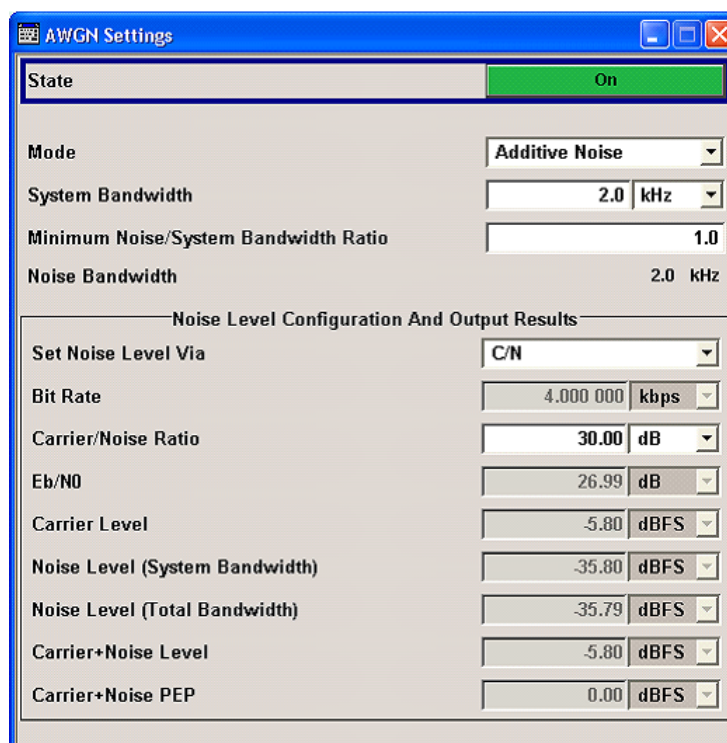 AWGN Settings
State On
Mode Additive Noise
System Bandwidth 2.0 kHz
Minimum Noise/System Bandwidth Ratio 1.0
Noise Bandwidth 2.0 kHz
Noise Level Configuration And Output Results
Set Noise Level Via C/N
Bit Rate 4.000 000 kbps
Carrier/Noise Ratio 30.00 dB
Eb/N0 26.99 dB
Carrier Level -5.80 dBFS
Noise Level (System Bandwidth) -35.80 dBFS
Noise Level (Total Bandwidth) -35.79 dBFS
Carrier+Noise Level -5.80 dBFS
Carrier+Noise PEP 0.00 dBFS